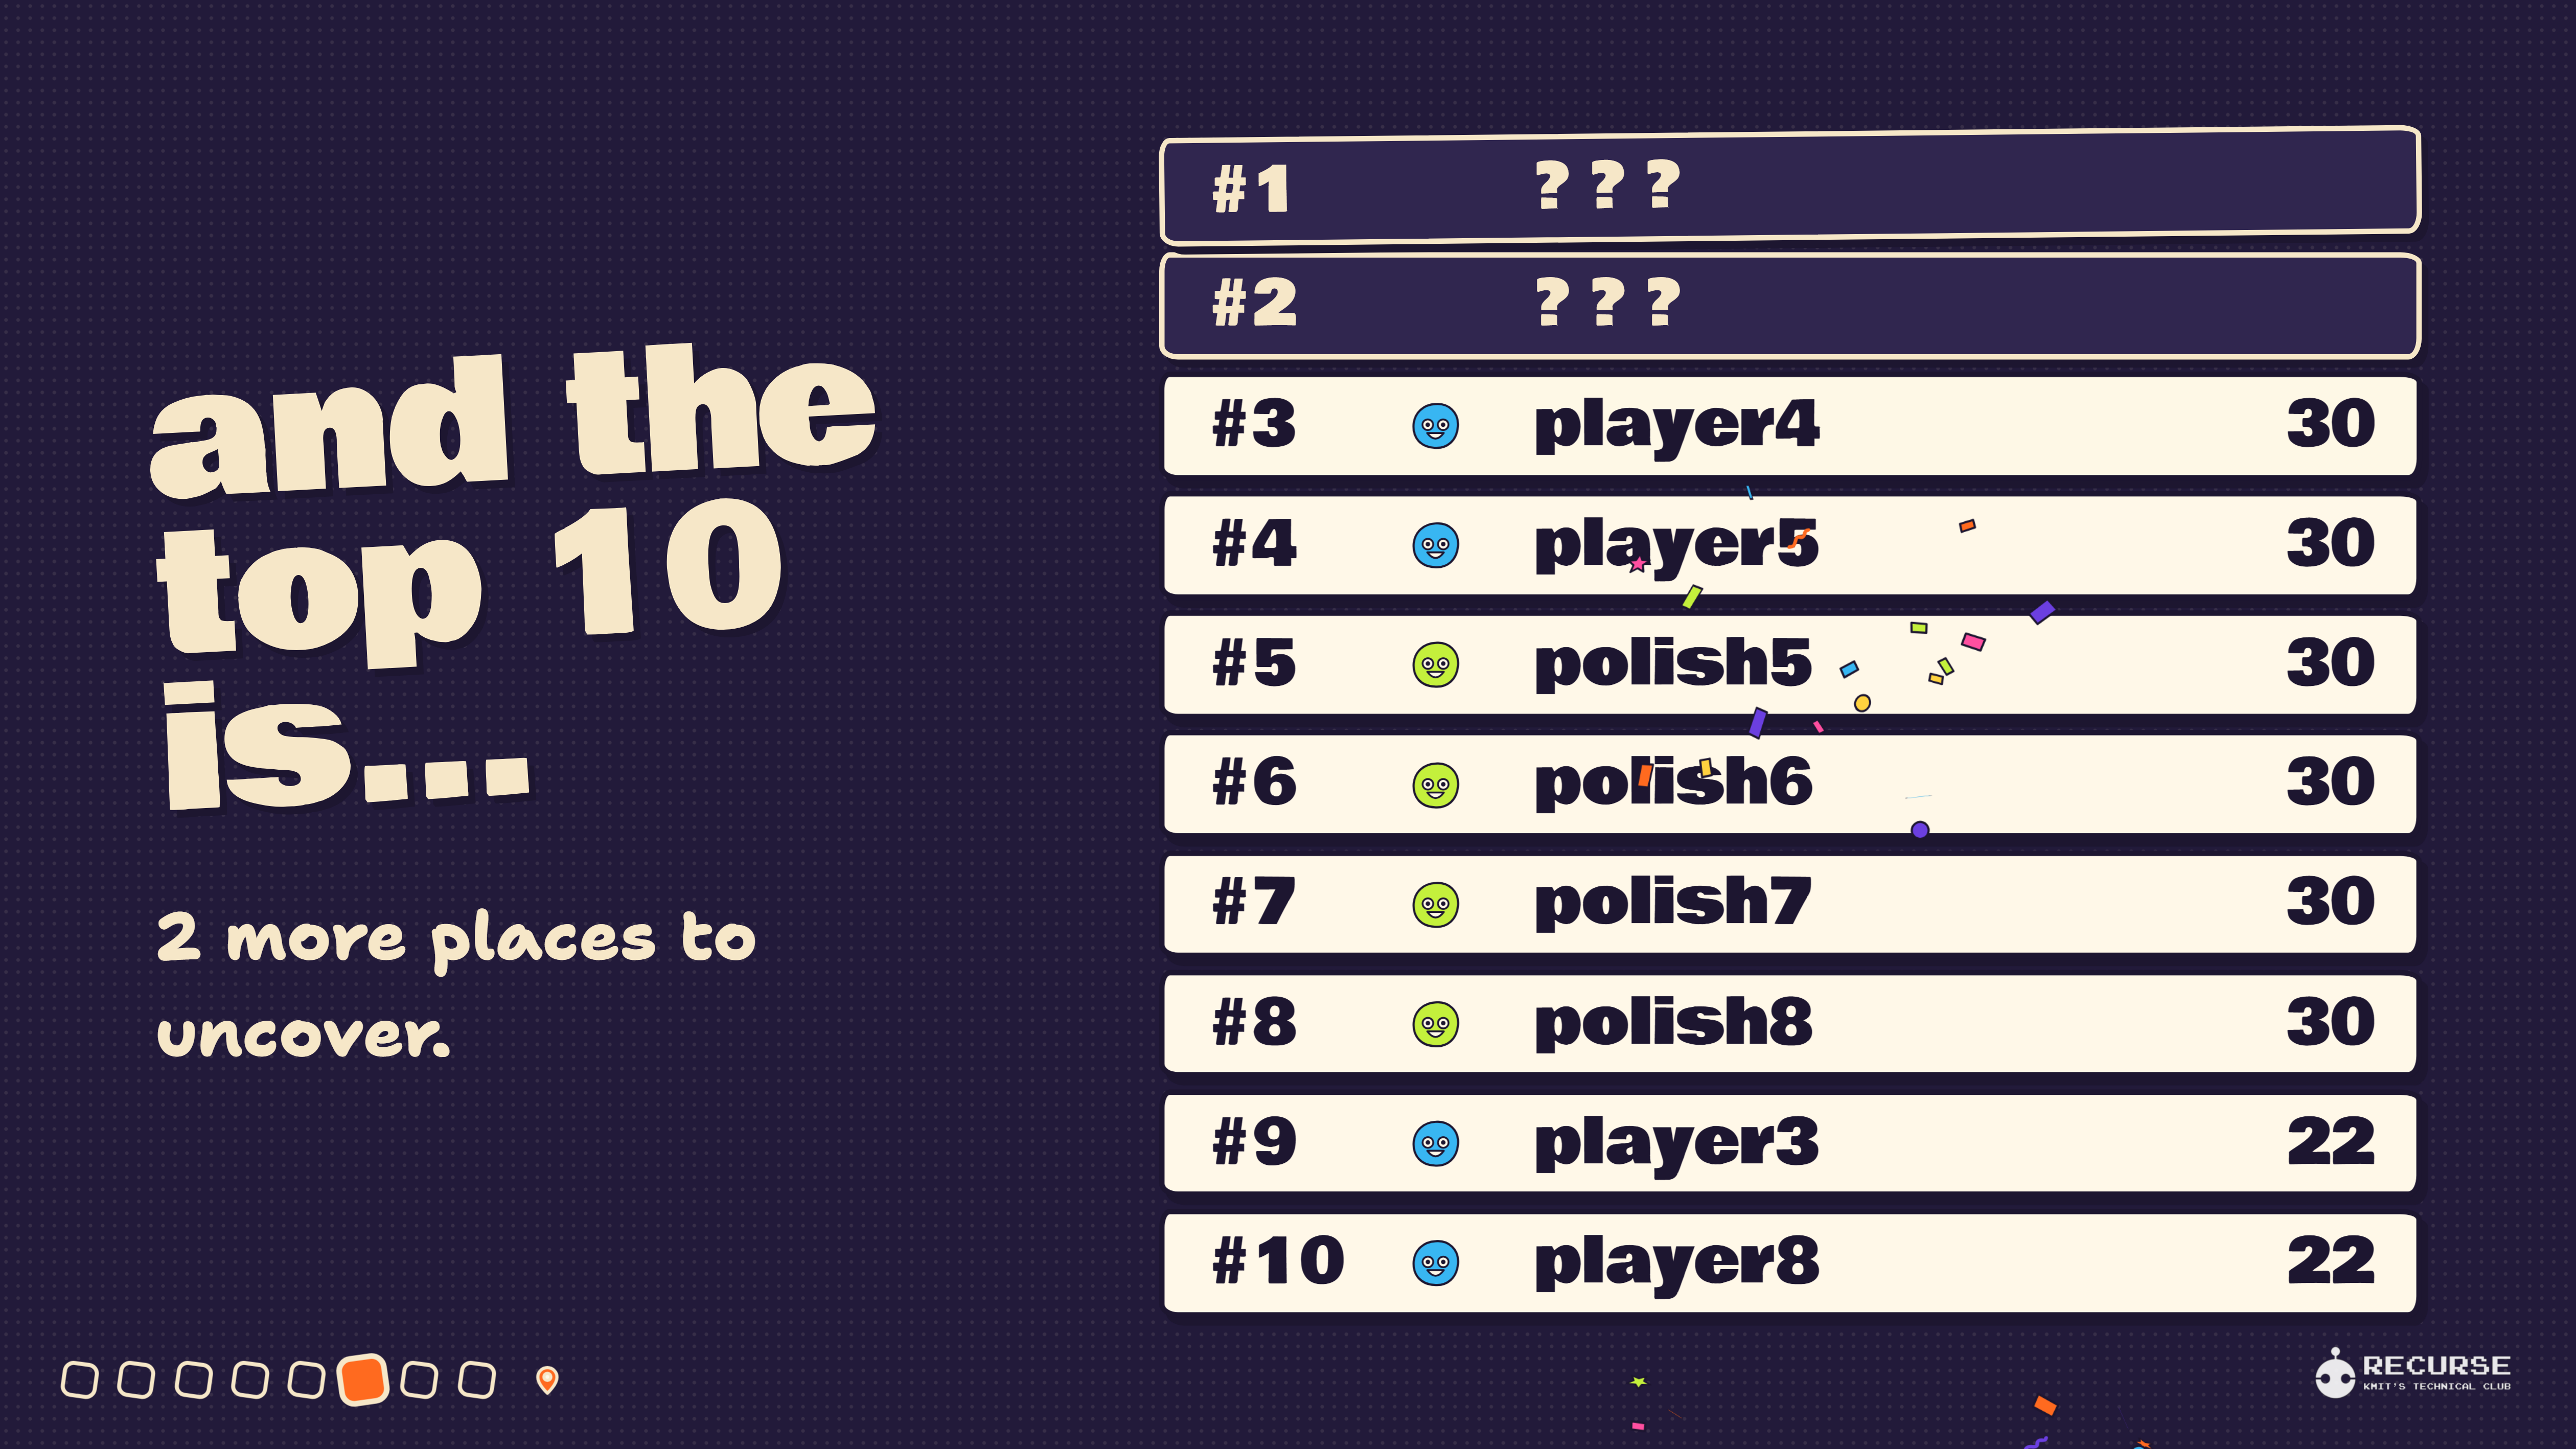 and the
top 10
is...
2 more places to
uncover.
#1 ? ? ?
#2 ? ? ?
#3 player4 30
#4 player5 30
#5 polish5 30
#6 polish6 30
#7 polish7 30
#8 polish8 30
#9 player3 22
#10 player8 22
RECURSE
KMIT'S TECHNICAL CLUB